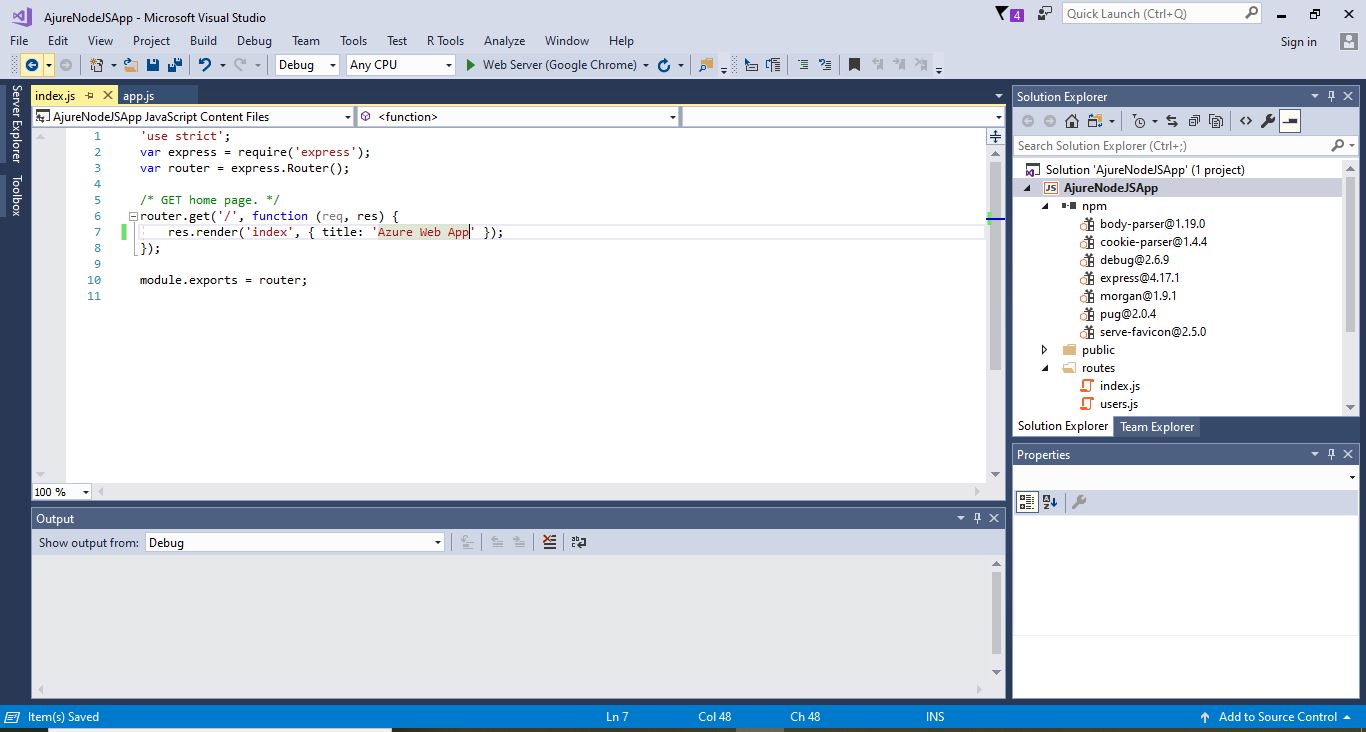 AjureNodeJSApp - Microsoft Visual Studio
4
Quick Launch (Ctrl+Q)
File Edit View Project Build Debug Team Tools Test R Tools Analyze Window Help
Sign in
Debug Any CPU Web Server (Google Chrome)
Server Explorer
Toolbox
index.js app.js
AjureNodeJSApp JavaScript Content Files <function>
1 'use strict';
2 var express = require('express');
3 var router = express.Router();
4
5 /* GET home page. */
6 router.get('/', function (req, res) {
7 res.render('index', { title: 'Azure Web App' });
8 });
9
10 module.exports = router;
11
100 %
Output
Show output from: Debug
Solution Explorer
Search Solution Explorer (Ctrl+;)
Solution 'AjureNodeJSApp' (1 project)
JS AjureNodeJSApp
npm
body-parser@1.19.0
cookie-parser@1.4.4
debug@2.6.9
express@4.17.1
morgan@1.9.1
pug@2.0.4
serve-favicon@2.5.0
public
routes
index.js
users.js
Solution Explorer Team Explorer
Properties
Item(s) Saved Ln 7 Col 48 Ch 48 INS Add to Source Control